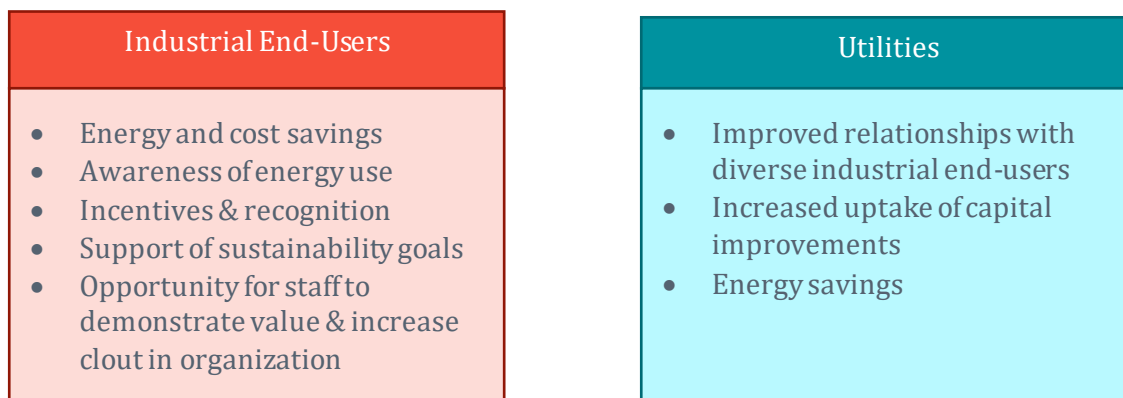 Industrial End-Users
• Energy and cost savings
• Awareness of energy use
• Incentives & recognition
• Support of sustainability goals
• Opportunity for staff to
demonstrate value & increase
clout in organization
Utilities
• Improved relationships with
diverse industrial end-users
• Increased uptake of capital
improvements
• Energy savings